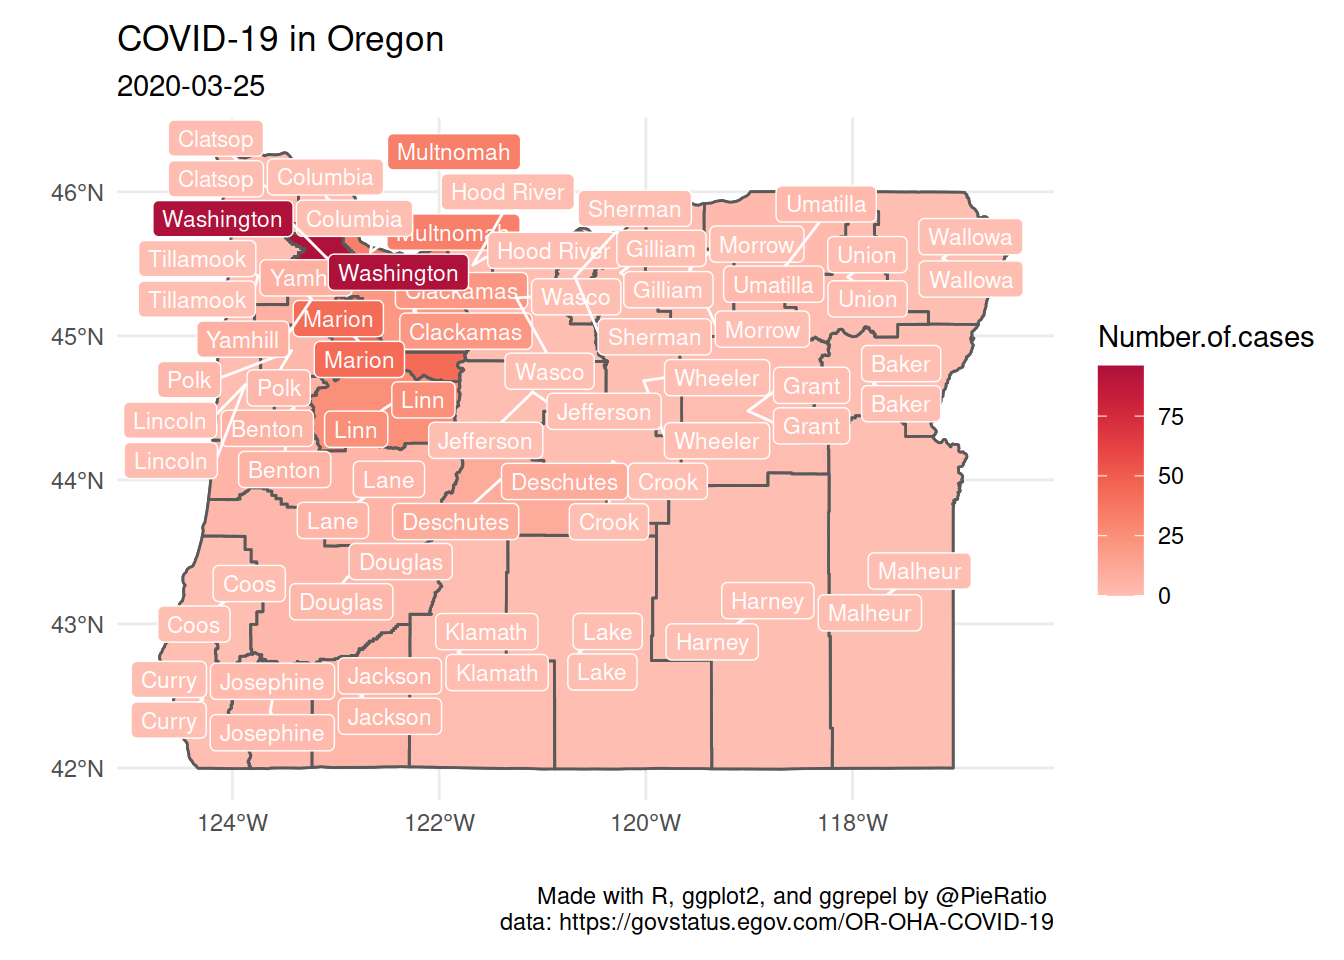 COVID-19 in Oregon
2020-03-25
Clatsop
Multnomah
Clatsop
Columbia
Hood River
46°N
Washington
Columbia
Sherman
Umatilla
Multnomah
Wallowa
Tillamook
Hood River
Gilliam
Morrow
Union
Yamh
Washington
Wallowa
Tillamook
Clackamas
Wasco
Gilliam
Umatilla
Union
Marion
Clackamas
45°N
Yamhill
Sherman
Morrow
Marion
Baker
Polk
Polk
Wasco
Wheeler
Grant
Linn
Baker
Lincoln
Benton
Linn
Jefferson
Grant
Jefferson
Wheeler
Lincoln
Benton
44°N
Lane
Deschutes
Crook
Lane
Deschutes
Crook
Douglas
Malheur
Coos
Douglas
Harney
Malheur
43°N
Coos
Klamath
Lake
Harney
Curry
Josephine
Jackson
Klamath
Lake
Curry
Josephine
Jackson
42°N
124°W
122°W
120°W
118°W
Number.of.cases
75
50
25
0
Made with R, ggplot2, and ggrepel by @PieRatio
data: https://govstatus.egov.com/OR-OHA-COVID-19